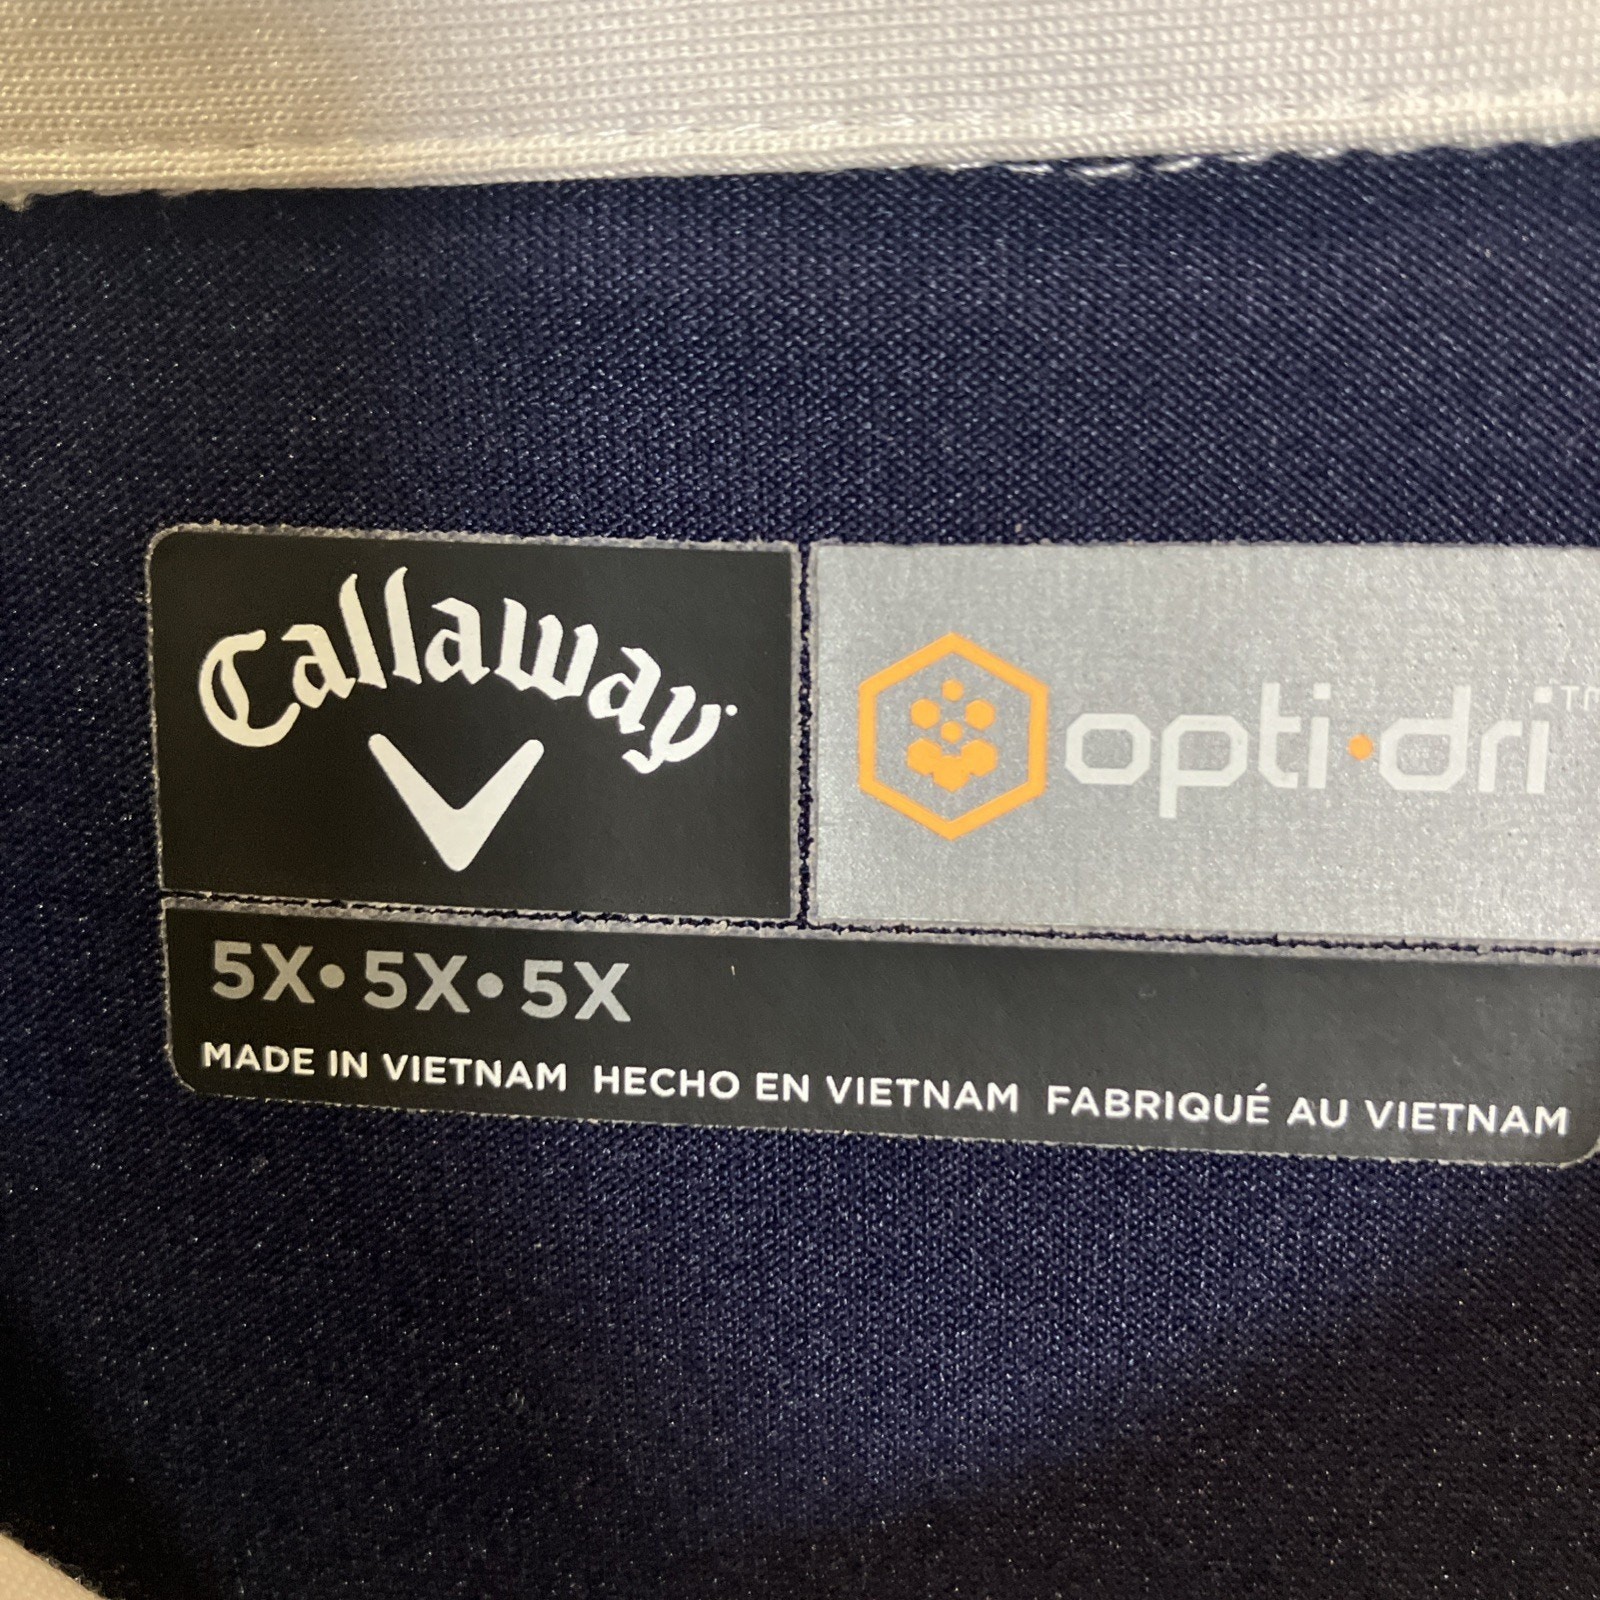 Callaway
opti·dri™
5X•5X•5X
MADE IN VIETNAM HECHO EN VIETNAM FABRIQUÉ AU VIETNAM